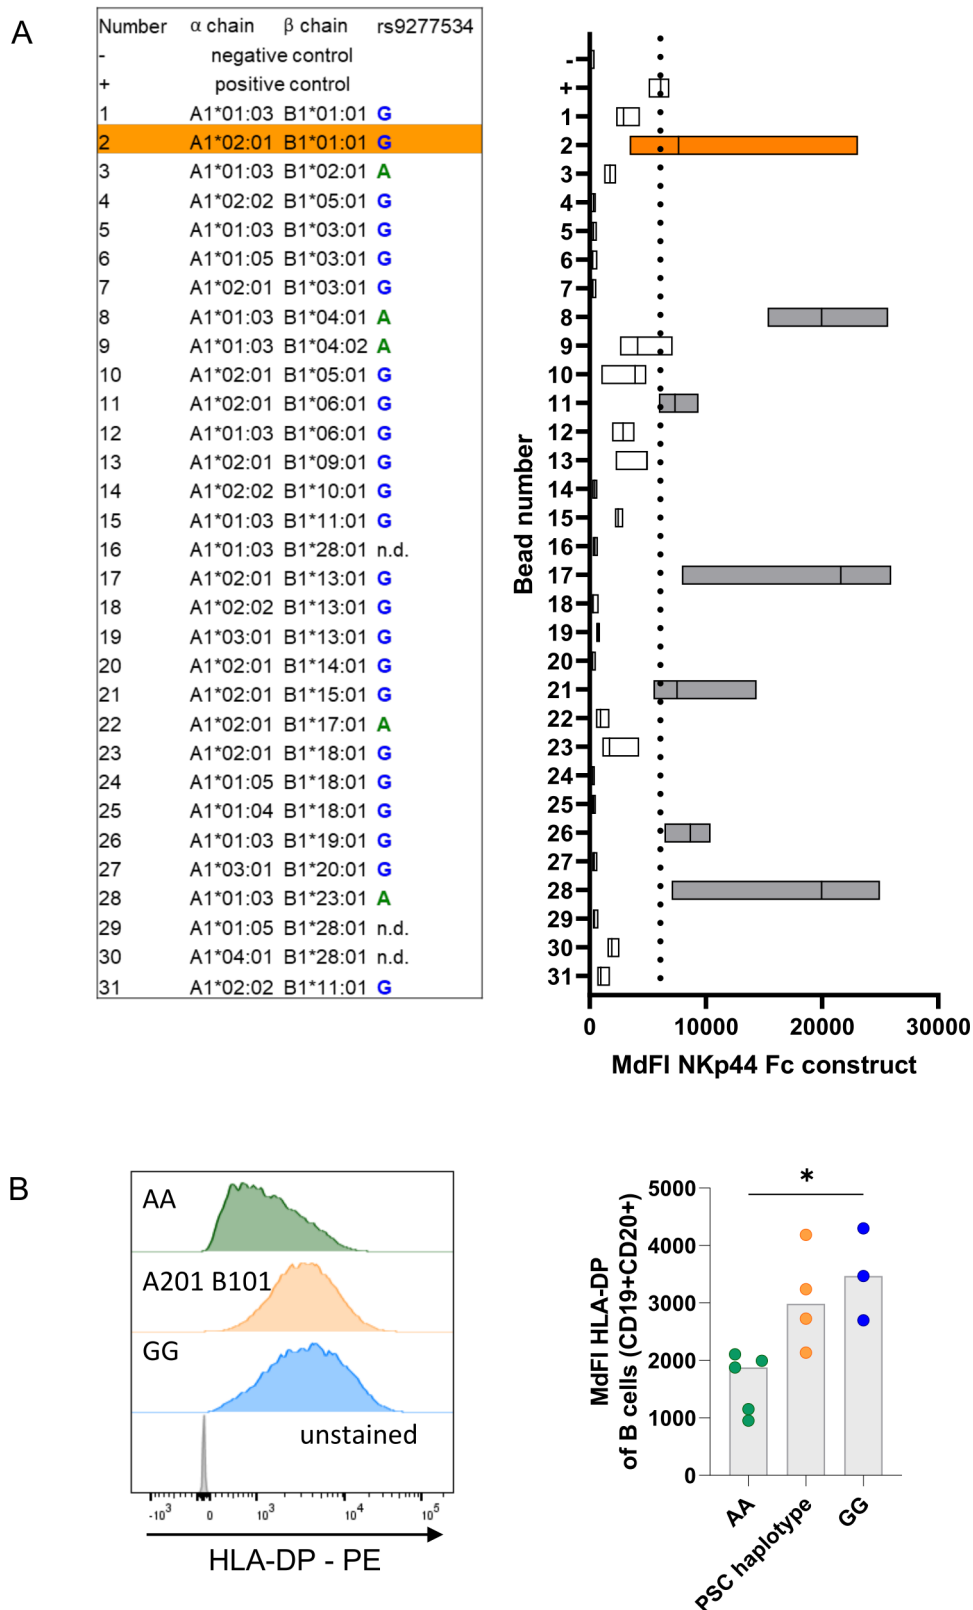 A
Number α chain β chain rs9277534
- negative control
+ positive control
1 A1*01:03 B1*01:01 G
2 A1*02:01 B1*01:01 G
3 A1*01:03 B1*02:01 A
4 A1*02:02 B1*05:01 G
5 A1*01:03 B1*03:01 G
6 A1*01:05 B1*03:01 G
7 A1*02:01 B1*03:01 G
8 A1*01:03 B1*04:01 A
9 A1*01:03 B1*04:02 A
10 A1*02:01 B1*05:01 G
11 A1*02:01 B1*06:01 G
12 A1*01:03 B1*06:01 G
13 A1*02:01 B1*09:01 G
14 A1*02:02 B1*10:01 G
15 A1*01:03 B1*11:01 G
16 A1*01:03 B1*28:01 n.d.
17 A1*02:01 B1*13:01 G
18 A1*02:02 B1*13:01 G
19 A1*03:01 B1*13:01 G
20 A1*02:01 B1*14:01 G
21 A1*02:01 B1*15:01 G
22 A1*02:01 B1*17:01 A
23 A1*02:01 B1*18:01 G
24 A1*01:05 B1*18:01 G
25 A1*01:04 B1*18:01 G
26 A1*01:03 B1*19:01 G
27 A1*03:01 B1*20:01 G
28 A1*01:03 B1*23:01 A
29 A1*01:05 B1*28:01 n.d.
30 A1*04:01 B1*28:01 n.d.
31 A1*02:02 B1*11:01 G
Bead number
-
+
1
2
3
4
5
6
7
8
9
10
11
12
13
14
15
16
17
18
19
20
21
22
23
24
25
26
27
28
29
30
31
0 10000 20000 30000
MdFI NKp44 Fc construct
B
AA
A201 B101
GG
unstained
-10³ 0 10³ 10⁴ 10⁵
HLA-DP - PE
MdFI HLA-DP
of B cells (CD19+CD20+)
5000
4000
3000
2000
1000
0
*
AA
PSC haplotype
GG